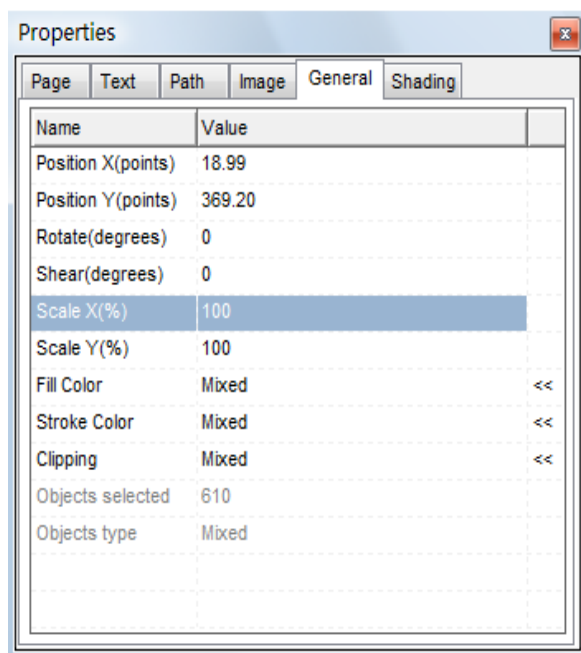 Properties
Page Text Path Image General Shading
Name Value
Position X(points) 18.99
Position Y(points) 369.20
Rotate(degrees) 0
Shear(degrees) 0
Scale X(%) 100
Scale Y(%) 100
Fill Color Mixed <<
Stroke Color Mixed <<
Clipping Mixed <<
Objects selected 610
Objects type Mixed